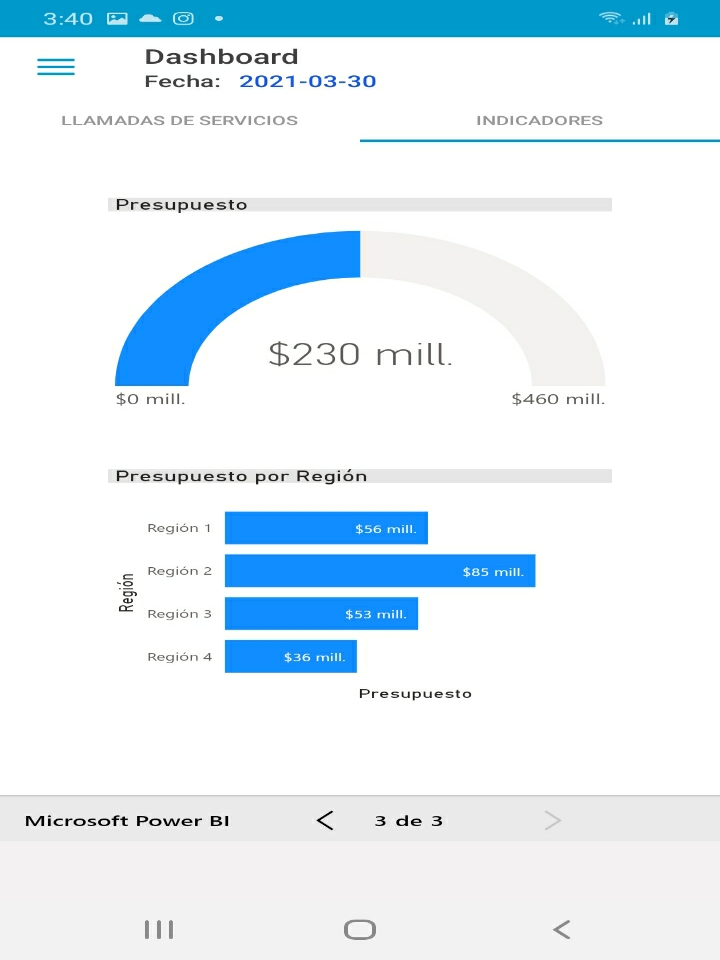 3:40
Dashboard
Fecha: 2021-03-30
LLAMADAS DE SERVICIOS INDICADORES
Presupuesto
$230 mill.
$0 mill. $460 mill.
Presupuesto por Región
Región
Región 1 $56 mill.
Región 2 $85 mill.
Región 3 $53 mill.
Región 4 $36 mill.
Presupuesto
Microsoft Power BI 3 de 3